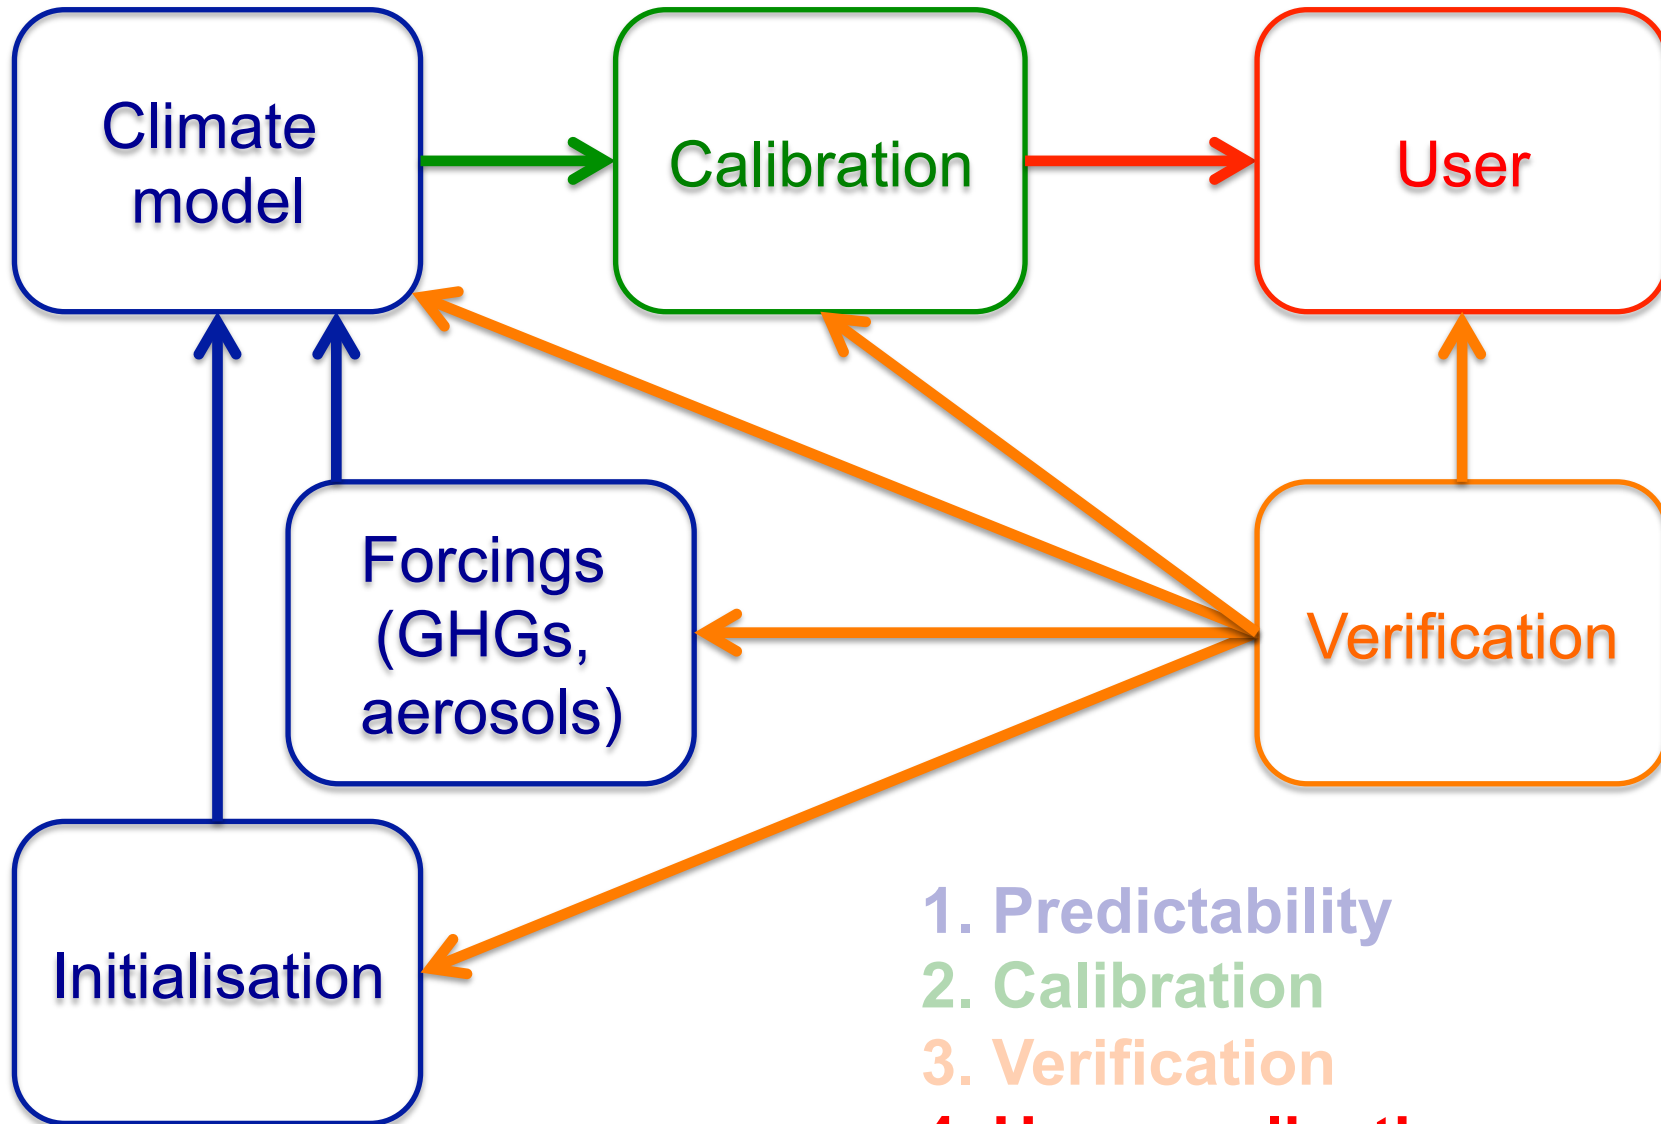 Climate
model
Calibration
User
Forcings
(GHGs,
aerosols)
Verification
Initialisation
1. Predictability
2. Calibration
3. Verification